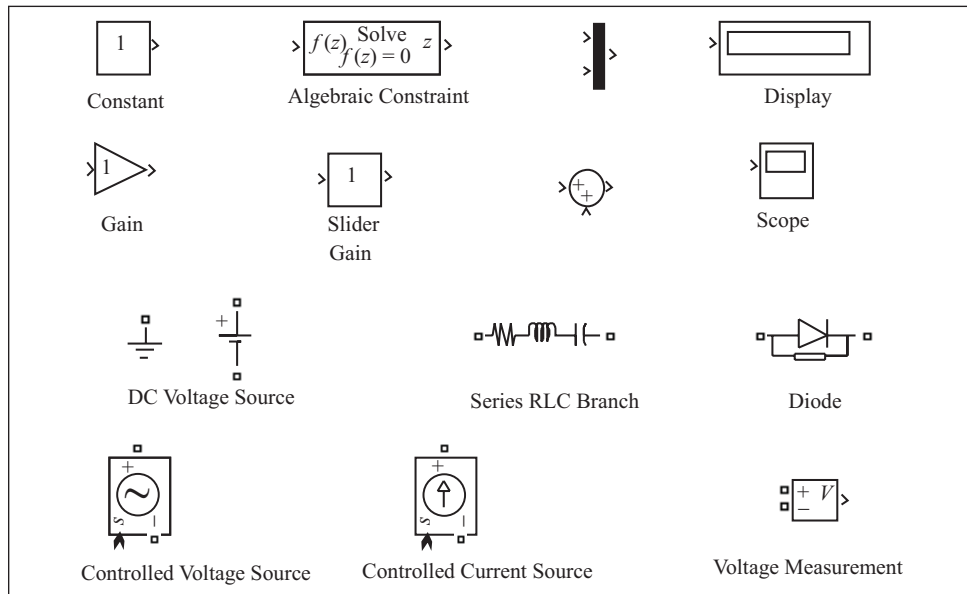 1
f(z) Solve z
f(z) = 0
Constant
Algebraic Constraint
Display
1
1
+
+
Gain
Slider
Gain
Scope
+
DC Voltage Source
Series RLC Branch
Diode
+
s
−
+
s
−
+ V
−
Controlled Voltage Source
Controlled Current Source
Voltage Measurement